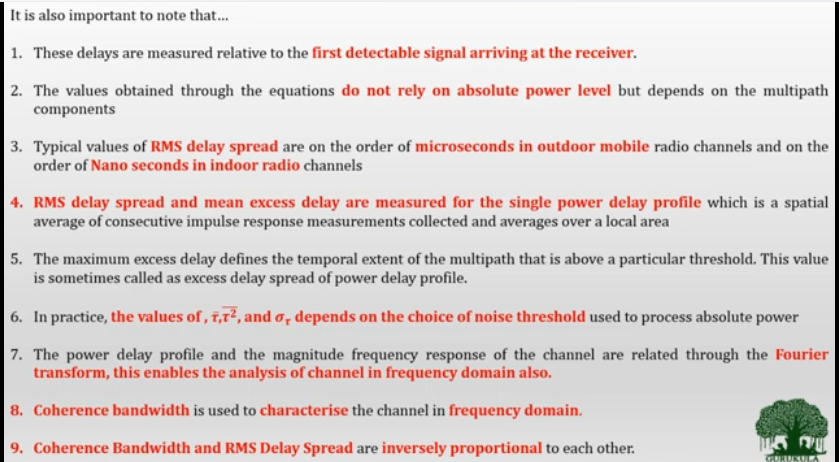 It is also important to note that...
1. These delays are measured relative to the first detectable signal arriving at the receiver.
2. The values obtained through the equations do not rely on absolute power level but depends on the multipath
components
3. Typical values of RMS delay spread are on the order of microseconds in outdoor mobile radio channels and on the
order of Nano seconds in indoor radio channels
4. RMS delay spread and mean excess delay are measured for the single power delay profile which is a spatial
average of consecutive impulse response measurements collected and averages over a local area
5. The maximum excess delay defines the temporal extent of the multipath that is above a particular threshold. This value
is sometimes called as excess delay spread of power delay profile.
6. In practice, the values of , τ̄, τ̄², and στ depends on the choice of noise threshold used to process absolute power
7. The power delay profile and the magnitude frequency response of the channel are related through the Fourier
transform, this enables the analysis of channel in frequency domain also.
8. Coherence bandwidth is used to characterise the channel in frequency domain.
9. Coherence Bandwidth and RMS Delay Spread are inversely proportional to each other.
GURUKULA